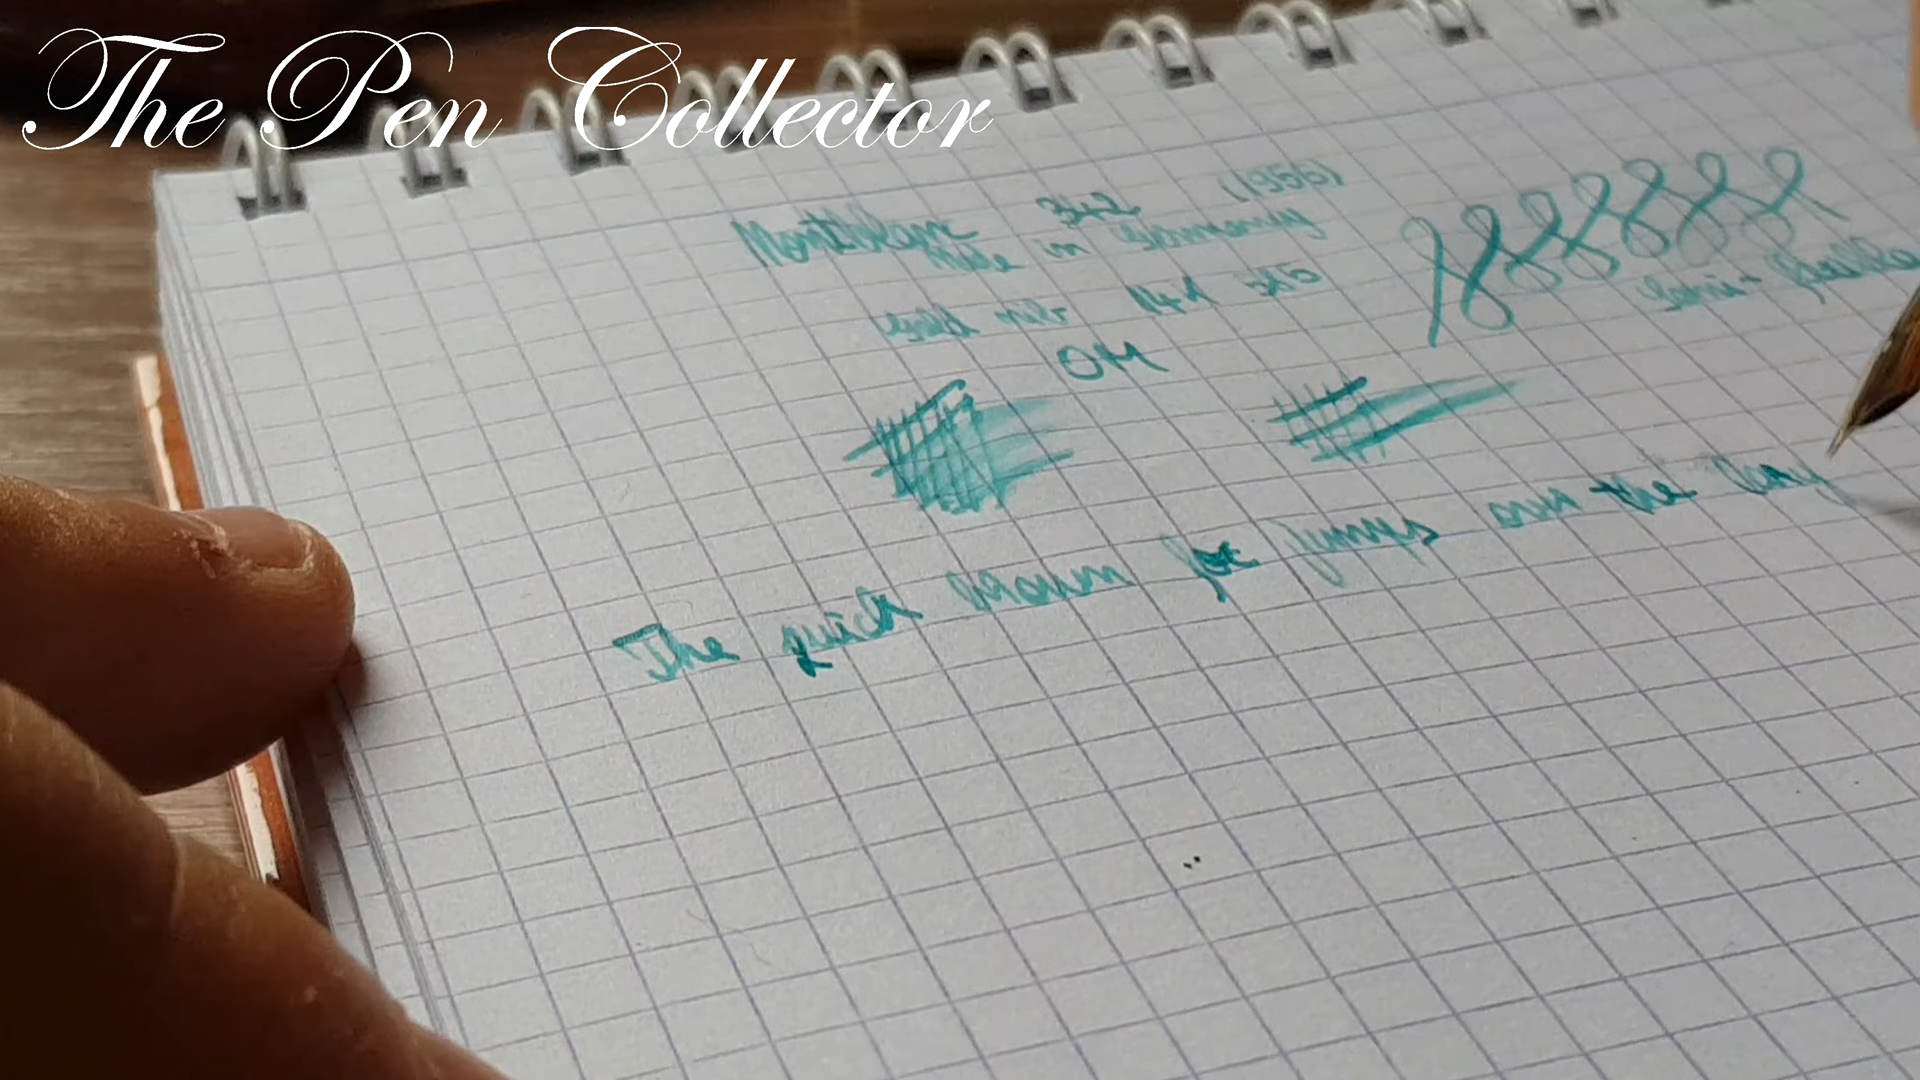 The Pen Collector
Montblanc 342 (1956)
Made in Germany
Semi-flexible
Gold nib 14k 585
OM
The quick brown fox jumps over the lazy